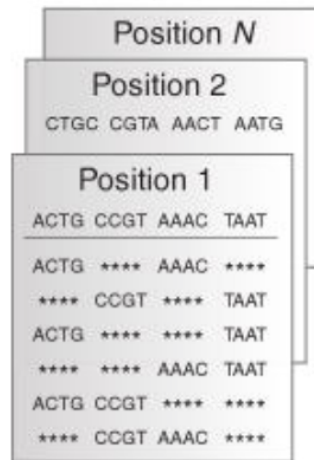 Position N
Position 2
CTGC CCGTA AACT AATG
Position 1
ACTG CCGT AAAC TAAT
ACTG **** AAAC ****
**** CCGT **** TAAT
ACTG **** **** TAAT
**** **** AAAC TAAT
ACTG CCGT **** ****
**** CCGT AAAC ****